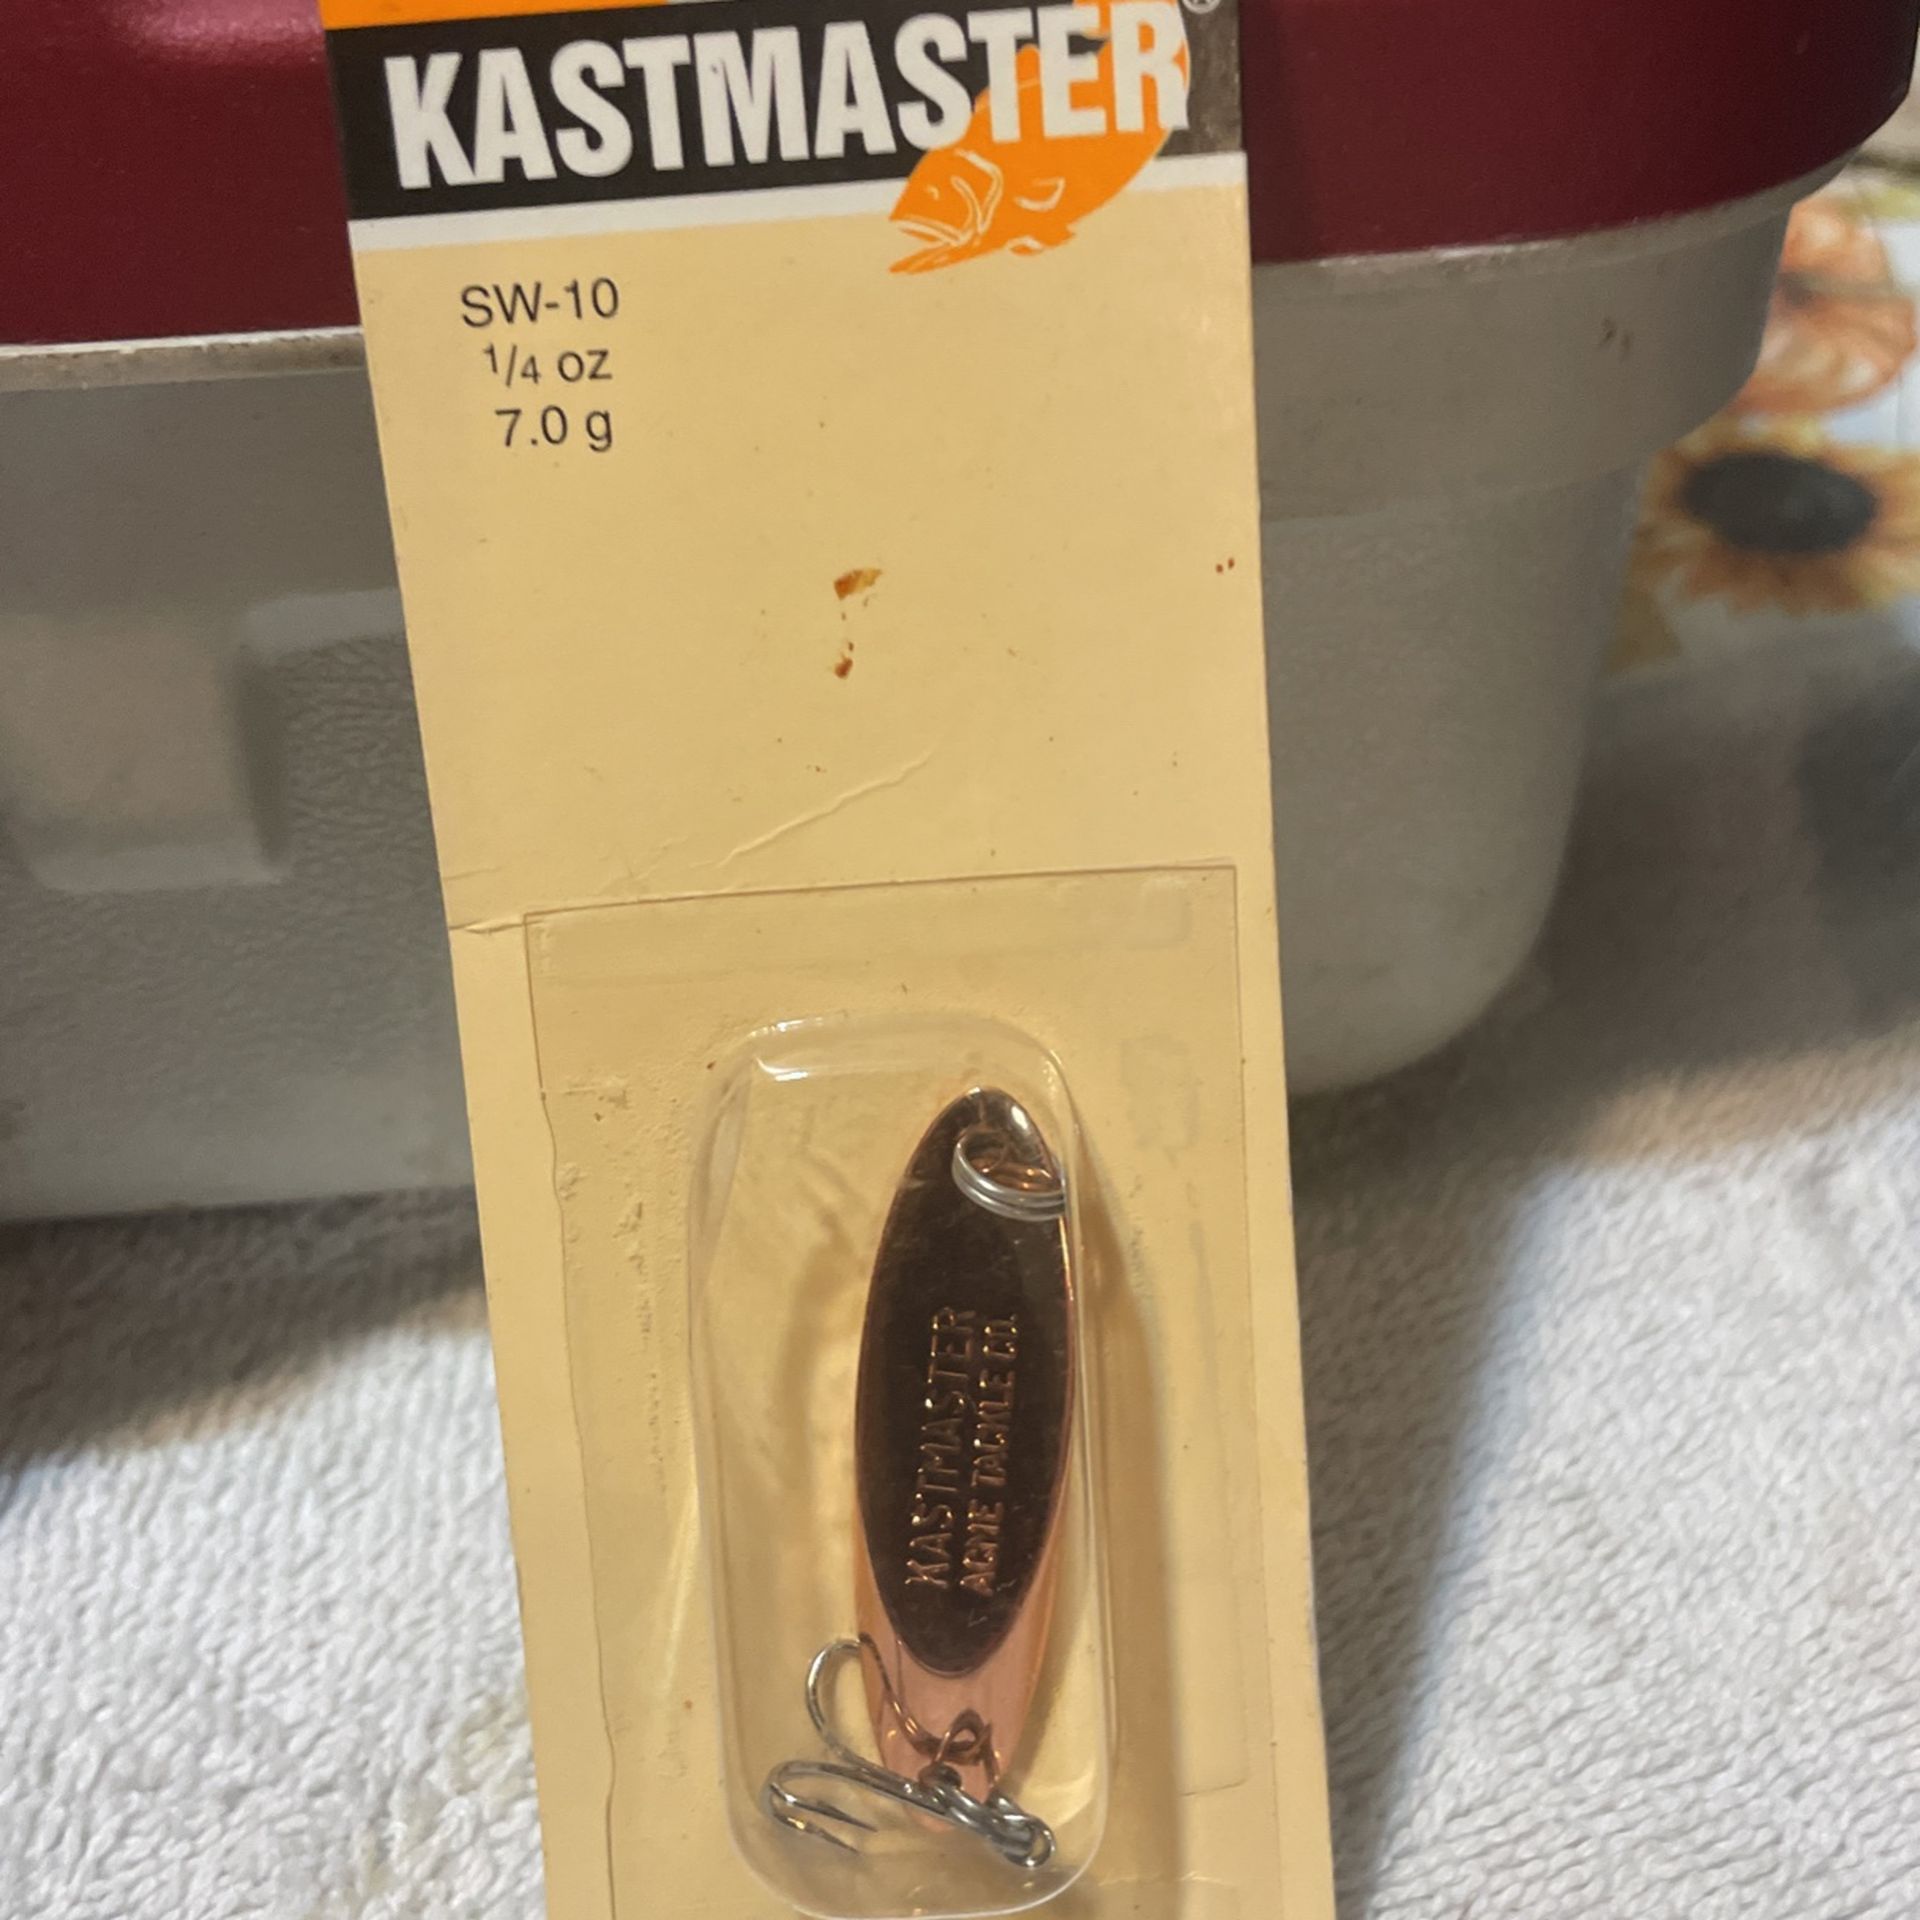 KASTMASTER®
SW-10
1/4 oz
7.0 g
KASTMASTER
ACME TACKLE CO.